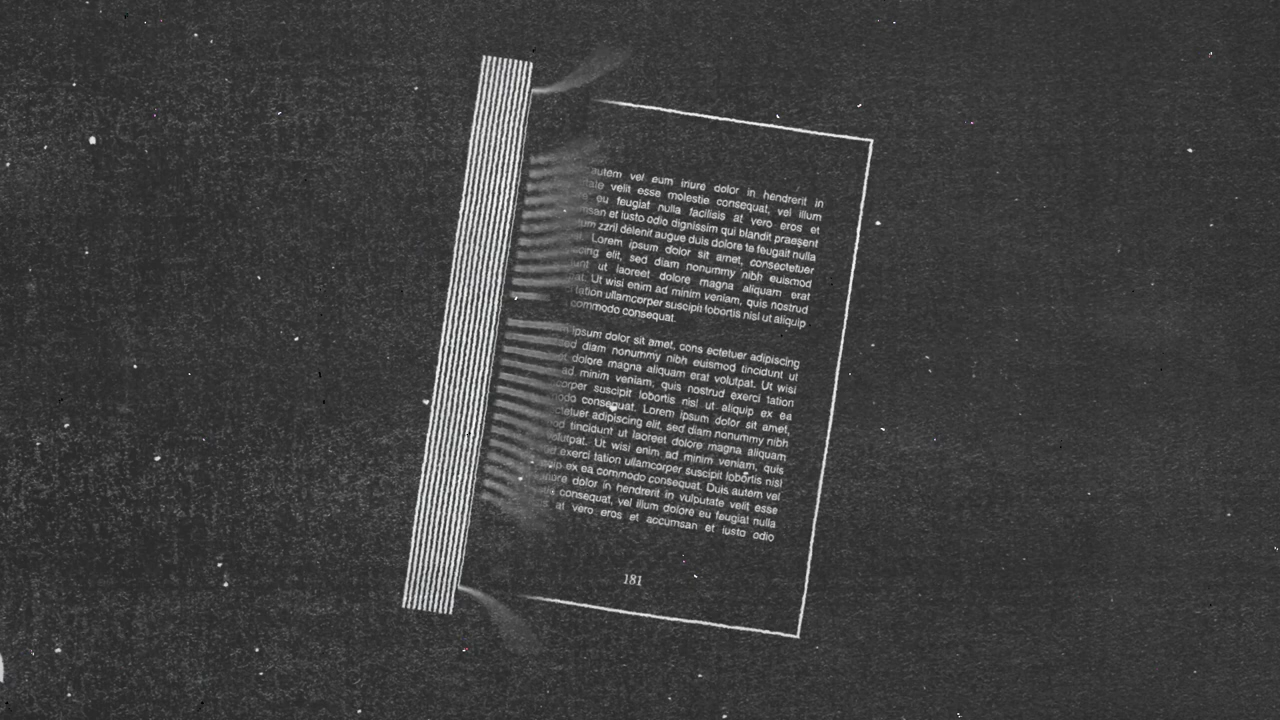 autem vel eum iriure dolor in hendrerit in
velit esse molestie consequat, vel illum
eu feugiat nulla facilisis at vero eros et
et iusto odio dignissim qui blandit praesent
zzril delenit augue duis dolore te feugait nulla
Lorem ipsum dolor sit amet, consectetuer
elit, sed diam nonummy nibh euismod
ut laoreet dolore magna aliquam erat
Ut wisi enim ad minim veniam, quis nostrud
tation ullamcorper suscipit lobortis nisl ut aliquip
commodo consequat.
ipsum dolor sit amet, cons ectetuer adipiscing
diam nonummy nibh euismod tincidunt ut
dolore magna aliquam erat volutpat. Ut wisi
ad minim veniam, quis nostrud exerci tation
suscipit lobortis nisl ut aliquip ex ea
consequat. Lorem ipsum dolor sit amet,
adipiscing elit, sed diam nonummy nibh
tincidunt ut laoreet dolore magna aliquam
Ut wisi enim ad minim veniam, quis
exerci tation ullamcorper suscipit lobortis nisl
ex ea commodo consequat. Duis autem vel
dolor in hendrerit in vulputate velit esse
consequat, vel illum dolore eu feugiat nulla
at vero eros et accumsan et iusto odio
181